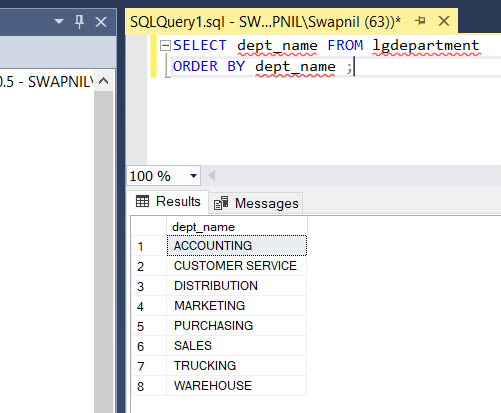 SQLQuery1.sql - SW...PNIL\Swapnil (63))*
0.5 - SWAPNIL\
SELECT dept_name FROM lgdepartment
ORDER BY dept_name ;
100 %
Results Messages
dept_name
1 ACCOUNTING
2 CUSTOMER SERVICE
3 DISTRIBUTION
4 MARKETING
5 PURCHASING
6 SALES
7 TRUCKING
8 WAREHOUSE